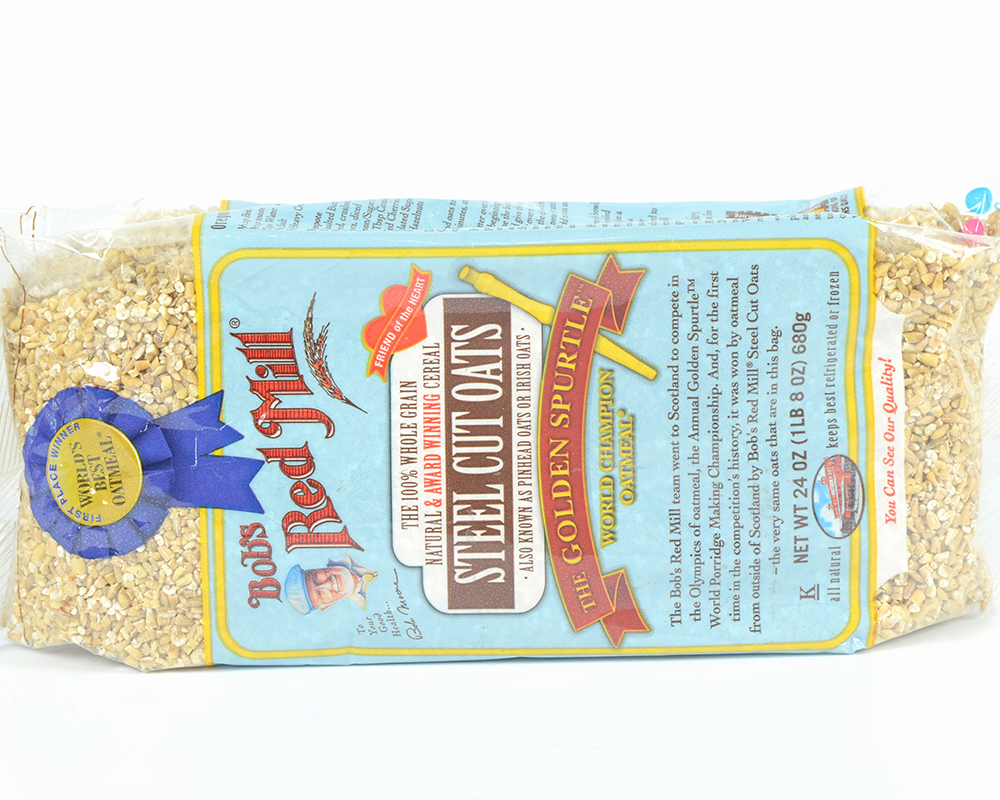 FIRST PLACE WINNER
WORLD'S
BEST
OATMEAL
BOB'S
Red Mill®
To
Your
Good
Health...
Bob Moore
FRIEND of the HEART
THE 100% WHOLE GRAIN
NATURAL & AWARD WINNING CEREAL
STEEL CUT OATS
· ALSO KNOWN AS PINHEAD OATS OR IRISH OATS ·
THE GOLDEN SPURTLE™
WORLD CHAMPION
OATMEAL
The Bob's Red Mill team went to Scotland to compete in
the Olympics of oatmeal, the Annual Golden Spurtle™
World Porridge Making Championship. And, for the first
time in the competition's history, it was won by oatmeal
from outside of Scotland by Bob's Red Mill® Steel Cut Oats
—the very same oats that are in this bag.
K NET WT 24 OZ (1LB 8 OZ) 680g
all natural keeps best refrigerated or frozen
You Can See Our Quality!